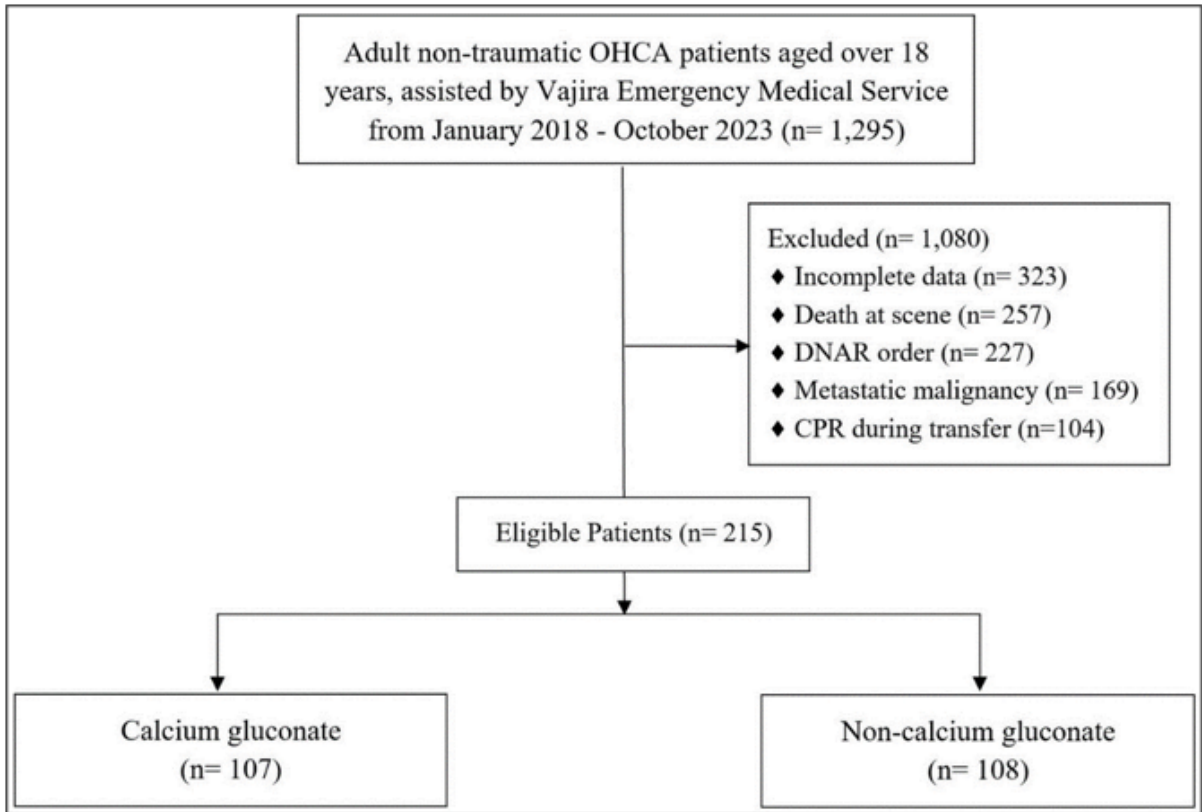 Adult non-traumatic OHCA patients aged over 18
years, assisted by Vajira Emergency Medical Service
from January 2018 - October 2023 (n= 1,295)
Excluded (n= 1,080)
♦ Incomplete data (n= 323)
♦ Death at scene (n= 257)
♦ DNAR order (n= 227)
♦ Metastatic malignancy (n= 169)
♦ CPR during transfer (n=104)
Eligible Patients (n= 215)
Calcium gluconate
(n= 107)
Non-calcium gluconate
(n= 108)